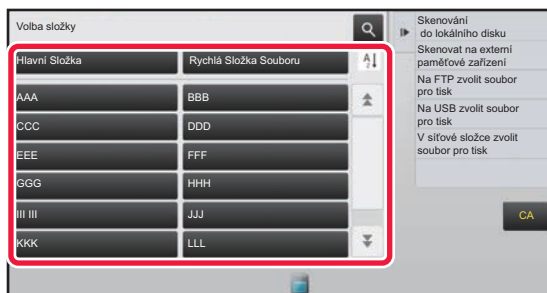 Volba složky
Hlavní Složka
Rychlá Složka Souboru
AAA
BBB
CCC
DDD
EEE
FFF
GGG
HHH
III III
JJJ
KKK
LLL
A
Z
Skenování
do lokálního disku
Skenovat na externí
paměťové zařízení
Na FTP zvolit soubor
pro tisk
Na USB zvolit soubor
pro tisk
V síťové složce zvolit
soubor pro tisk
CA